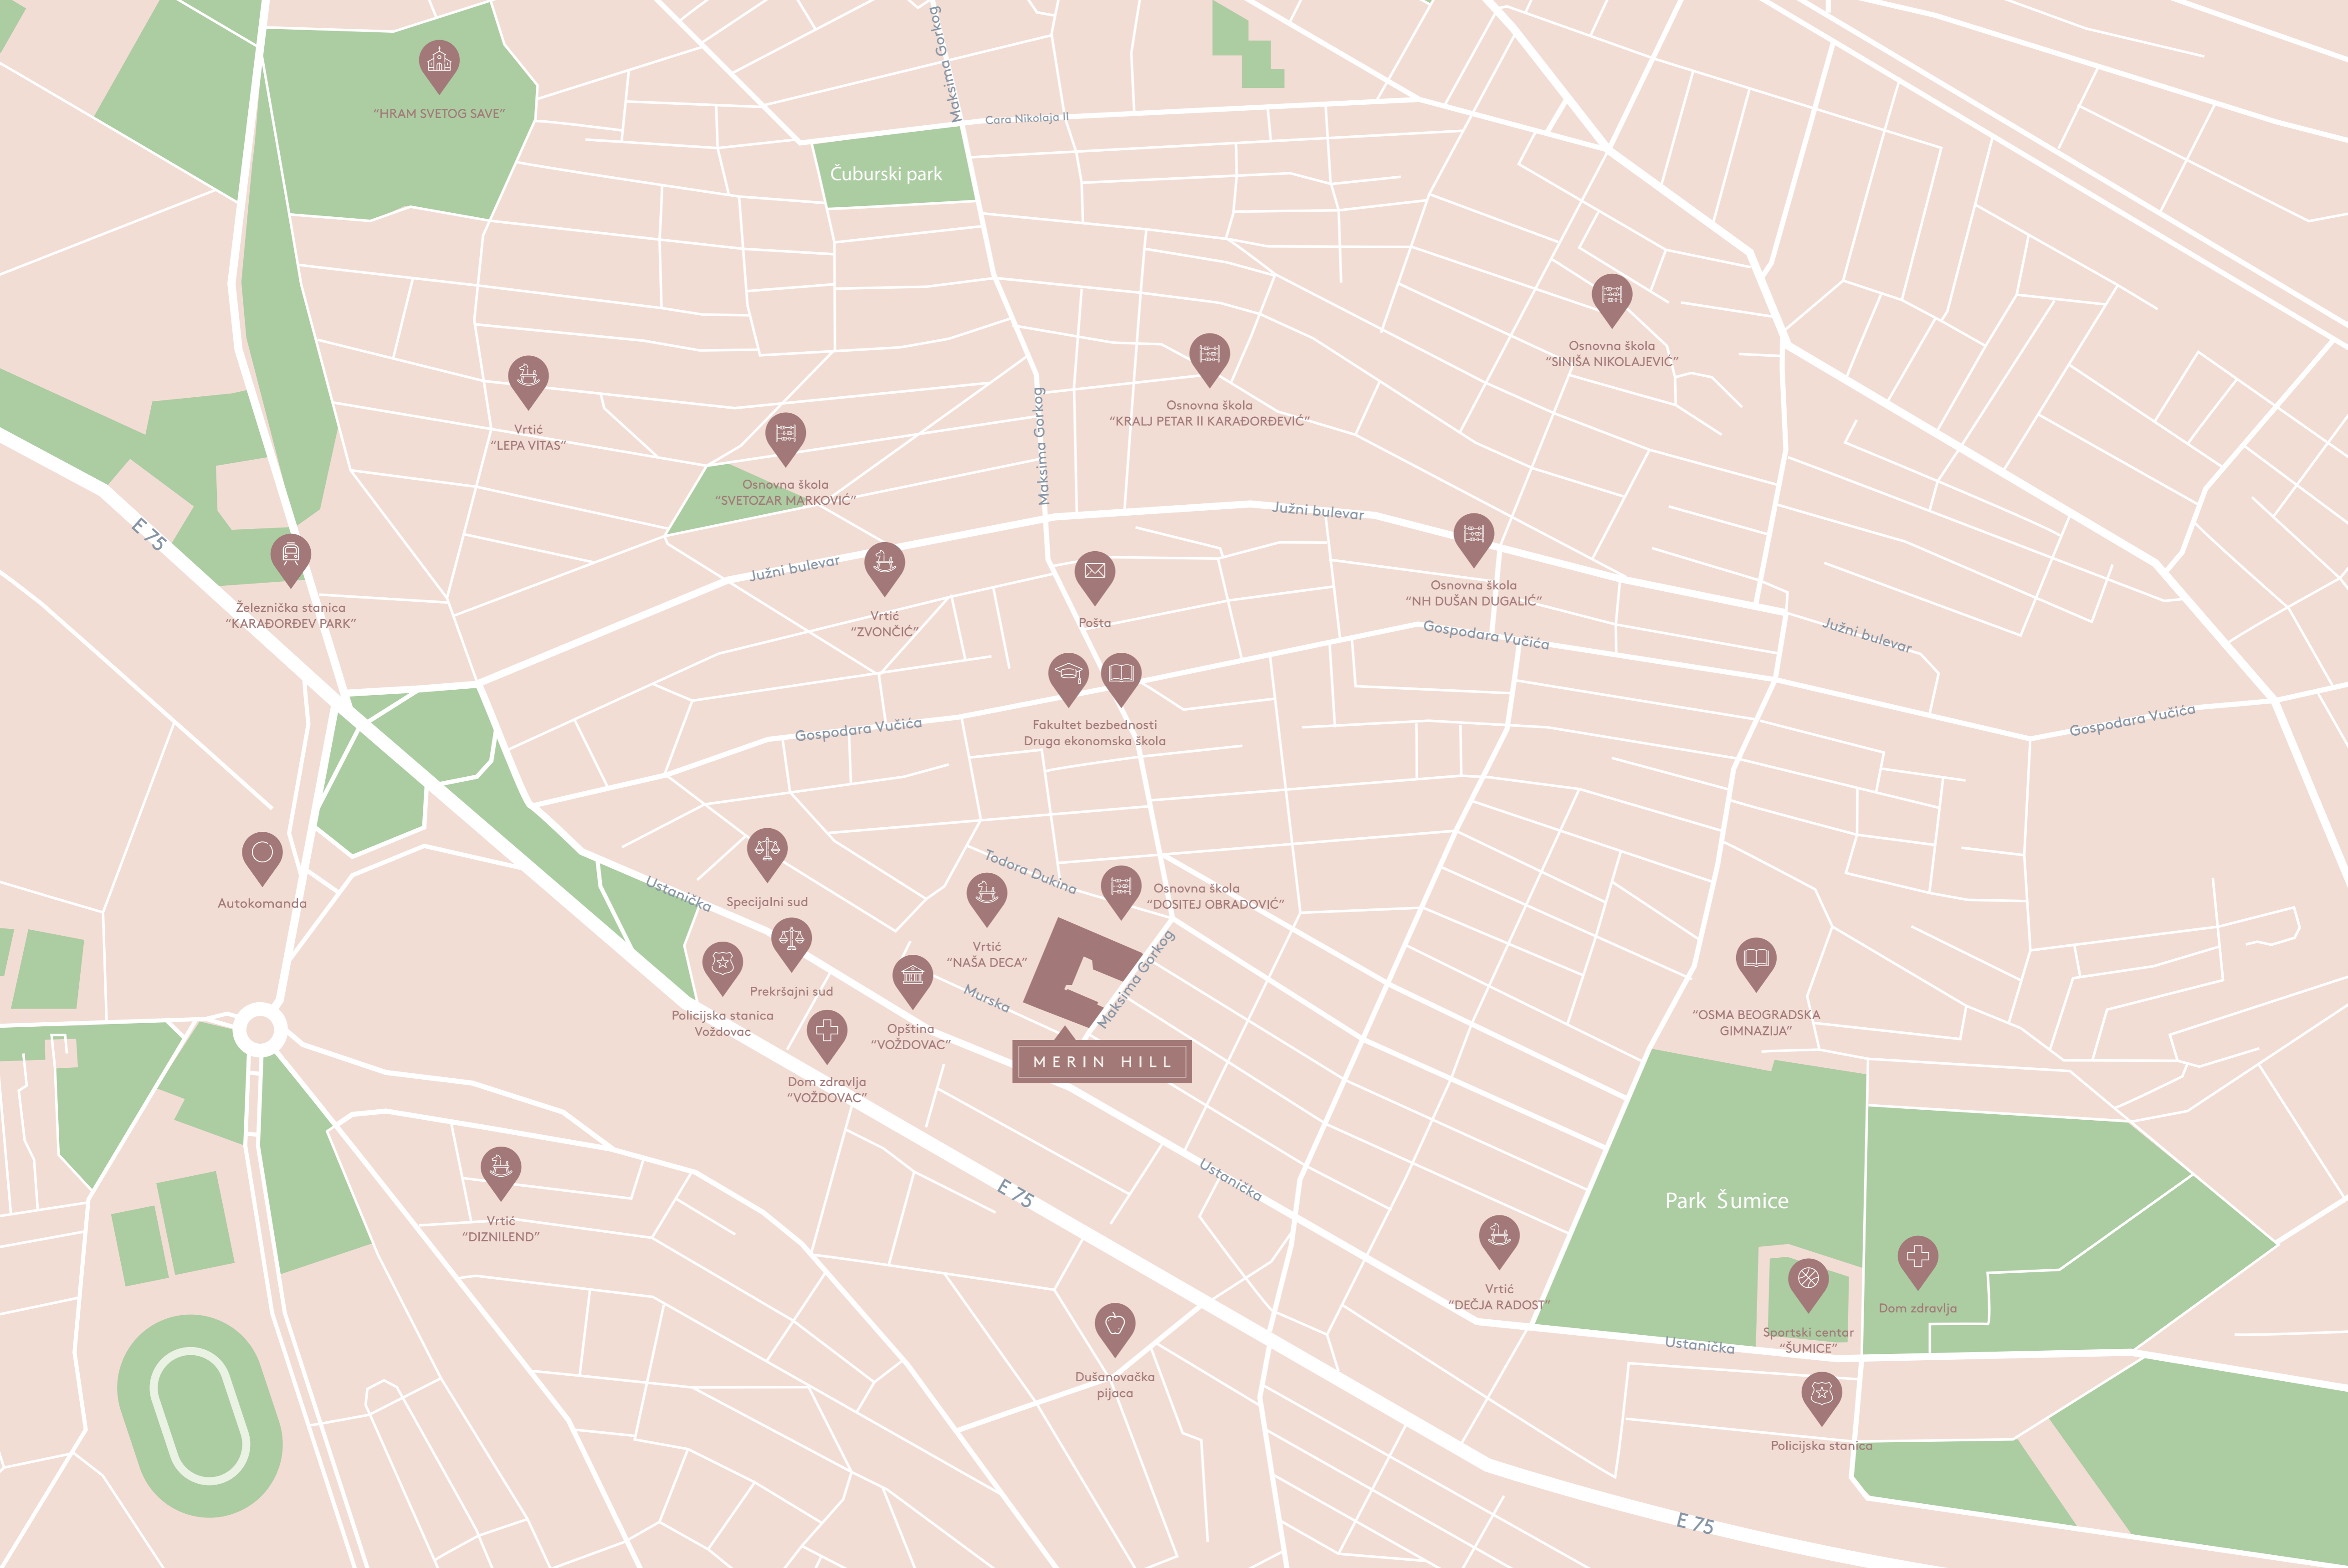 Maksima Gorkog
“HRAM SVETOG SAVE”
Cara Nikolaja II
Čuburski park
Osnovna škola
“SINIŠA NIKOLAJEVIĆ”
Osnovna škola
“KRALJ PETAR II KARAĐORĐEVIĆ”
Vrtić
“LEPA VITAS”
Maksima Gorkog
Osnovna škola
“SVETOZAR MARKOVIĆ”
Južni bulevar
E 75
Južni bulevar
Osnovna škola
“NH DUŠAN DUGALIĆ”
Železnička stanica
“KARAĐORĐEV PARK”
Vrtić
“ZVONČIĆ”
Pošta
Gospodara Vučića
Južni bulevar
Gospodara Vučića
Fakultet bezbednosti
Druga ekonomska škola
Gospodara Vučića
Autokomanda
Ustanička
Specijalni sud
Todora Dukina
Osnovna škola
“DOSITEJ OBRADOVIĆ”
Vrtić
“NAŠA DECA”
Maksima Gorkog
Prekršajni sud
Murska
Policijska stanica
Voždovac
Opština
“VOŽDOVAC”
“OSMA BEOGRADSKA
GIMNAZIJA”
MERIN HILL
Dom zdravlja
“VOŽDOVAC”
E 75
Ustanička
Park Šumice
Vrtić
“DIZNILEND”
Vrtić
“DEČJA RADOST”
Dom zdravlja
Sportski centar
“ŠUMICE”
Ustanička
Dušanovačka
pijaca
Policijska stanica
E 75